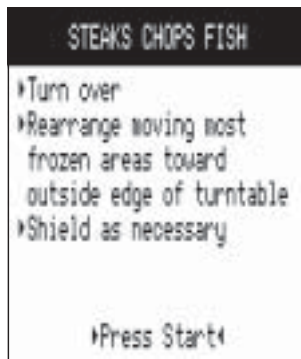 STEAKS CHOPS FISH
▸Turn over
▸Rearrange moving most
frozen areas toward
outside edge of turntable
▸Shield as necessary
▸Press Start◂